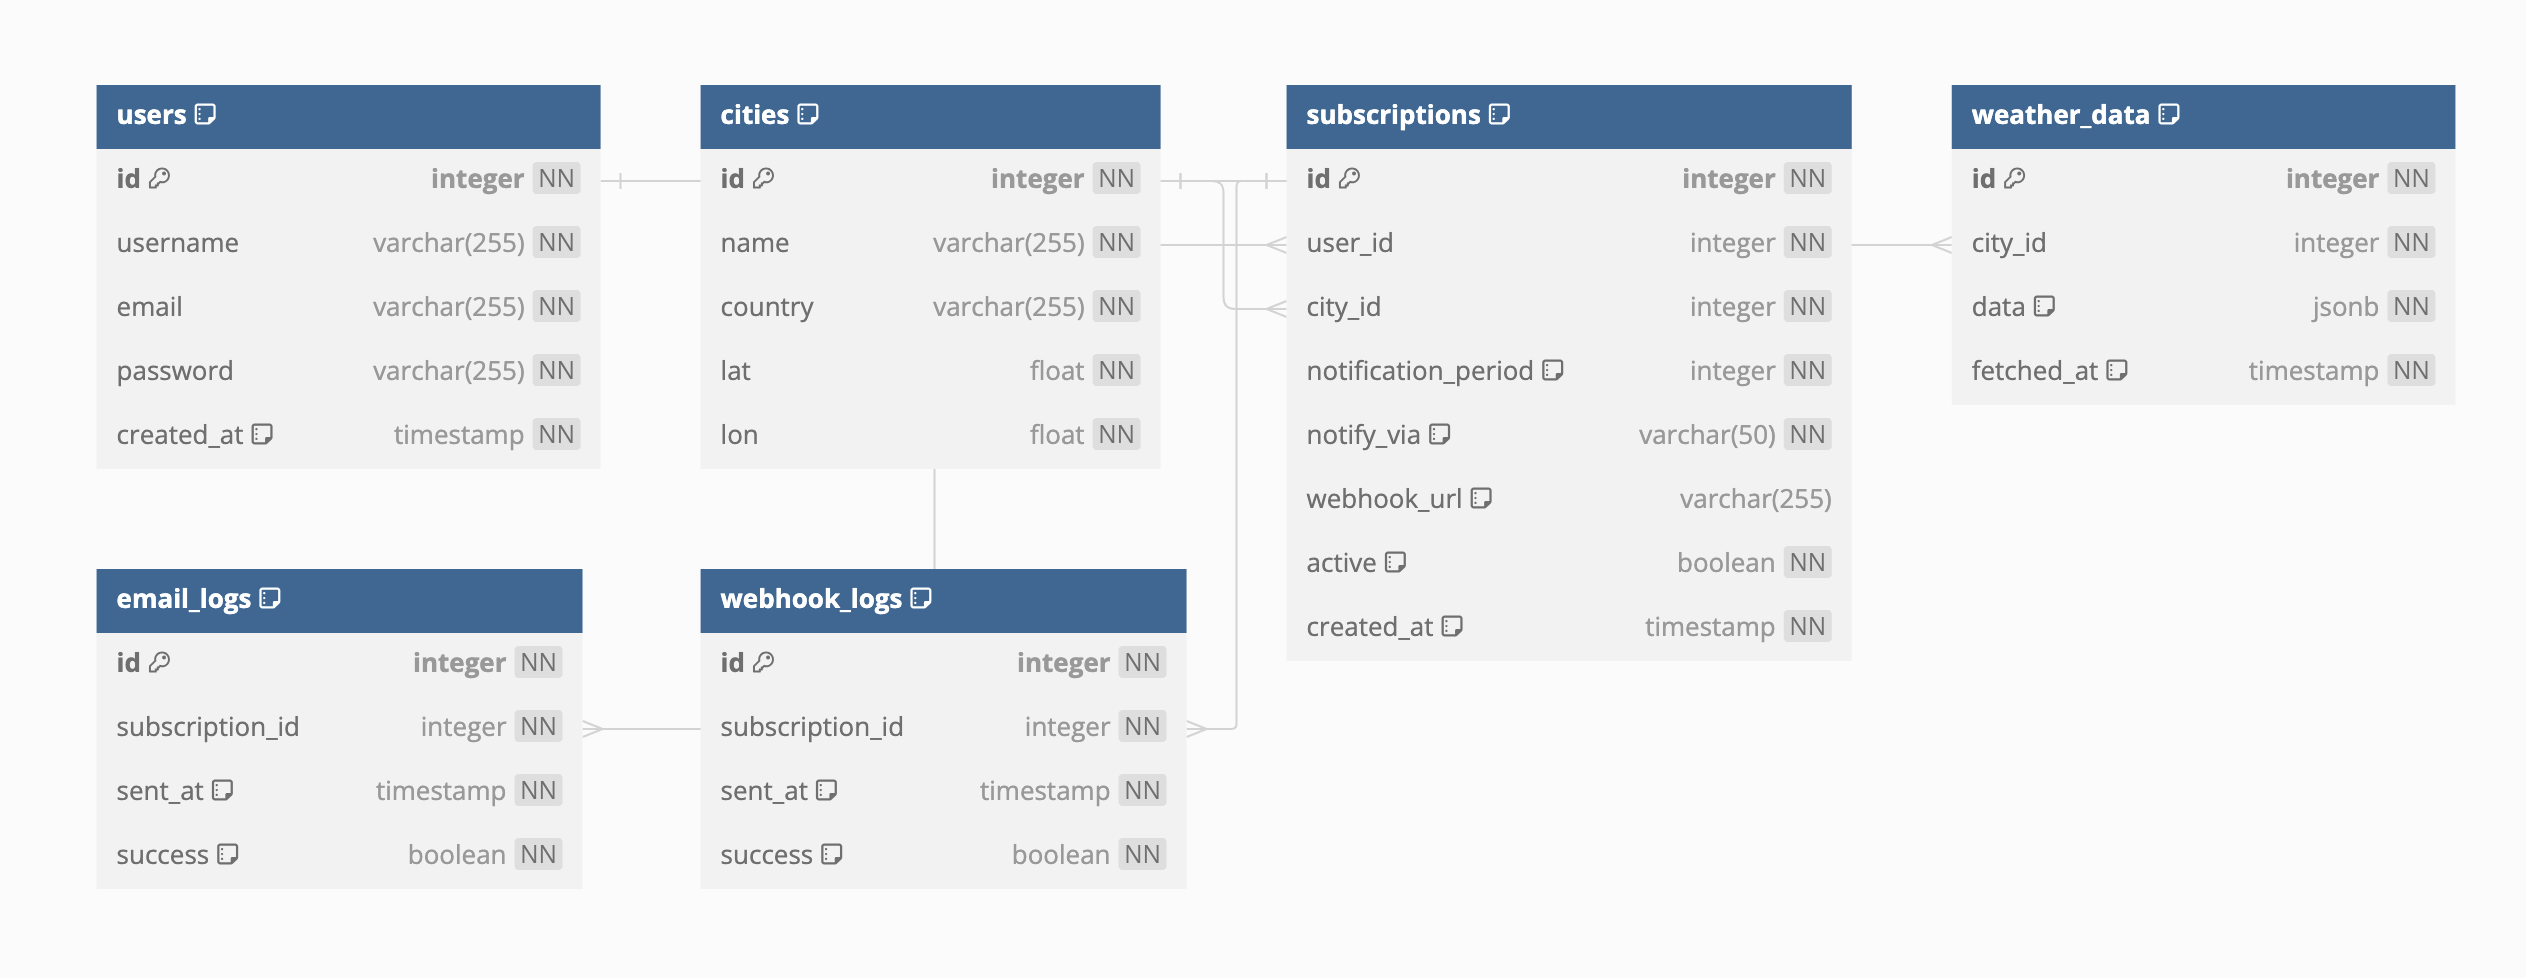 users
id integer NN
username varchar(255) NN
email varchar(255) NN
password varchar(255) NN
created_at timestamp NN
cities
id integer NN
name varchar(255) NN
country varchar(255) NN
lat float NN
lon float NN
subscriptions
id integer NN
user_id integer NN
city_id integer NN
notification_period integer NN
notify_via varchar(50) NN
webhook_url varchar(255)
active boolean NN
created_at timestamp NN
weather_data
id integer NN
city_id integer NN
data jsonb NN
fetched_at timestamp NN
email_logs
id integer NN
subscription_id integer NN
sent_at timestamp NN
success boolean NN
webhook_logs
id integer NN
subscription_id integer NN
sent_at timestamp NN
success boolean NN